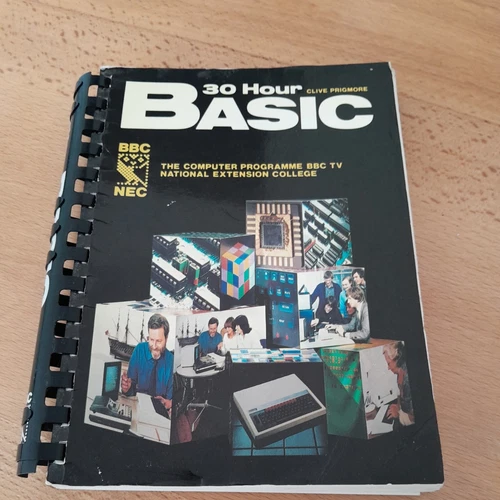 30 Hour
CLIVE PRIGMORE
BASIC
BBC
THE COMPUTER PROGRAMME BBC TV
NATIONAL EXTENSION COLLEGE
NEC